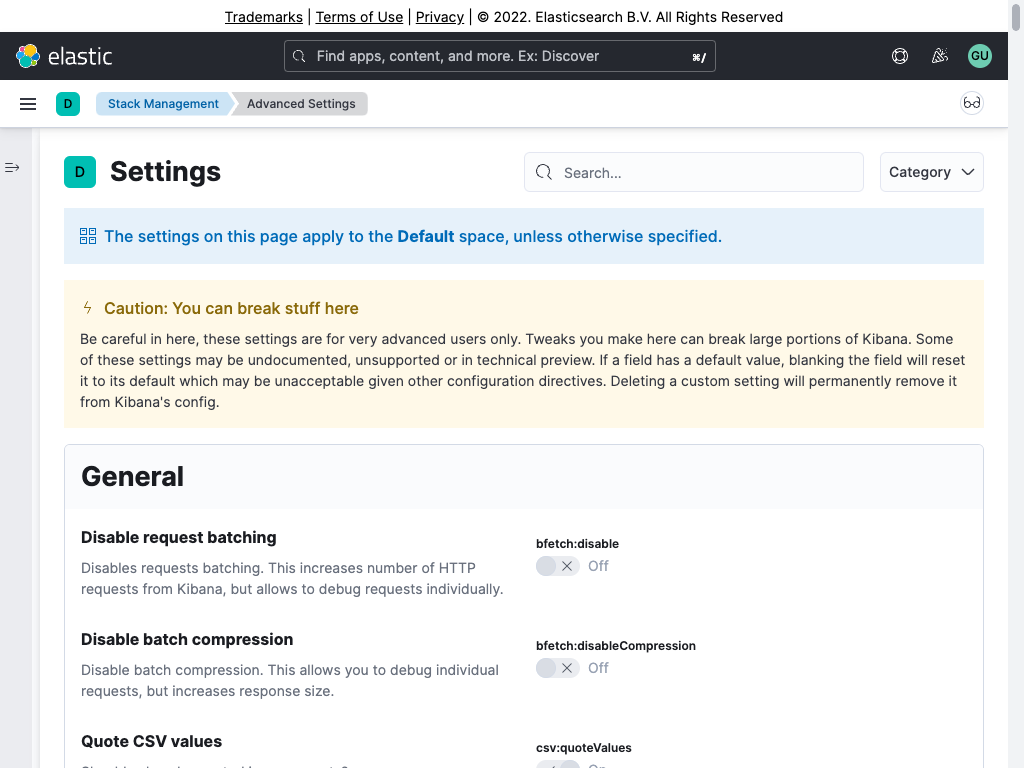 Trademarks | Terms of Use | Privacy | © 2022. Elasticsearch B.V. All Rights Reserved
elastic
Find apps, content, and more. Ex: Discover
⌘/
GU
D
Stack Management
Advanced Settings
D
Settings
Search...
Category
The settings on this page apply to the Default space, unless otherwise specified.
Caution: You can break stuff here
Be careful in here, these settings are for very advanced users only. Tweaks you make here can break large portions of Kibana. Some
of these settings may be undocumented, unsupported or in technical preview. If a field has a default value, blanking the field will reset
it to its default which may be unacceptable given other configuration directives. Deleting a custom setting will permanently remove it
from Kibana's config.
General
Disable request batching
Disables requests batching. This increases number of HTTP
requests from Kibana, but allows to debug requests individually.
bfetch:disable
Off
Disable batch compression
Disable batch compression. This allows you to debug individual
requests, but increases response size.
bfetch:disableCompression
Off
Quote CSV values
csv:quoteValues